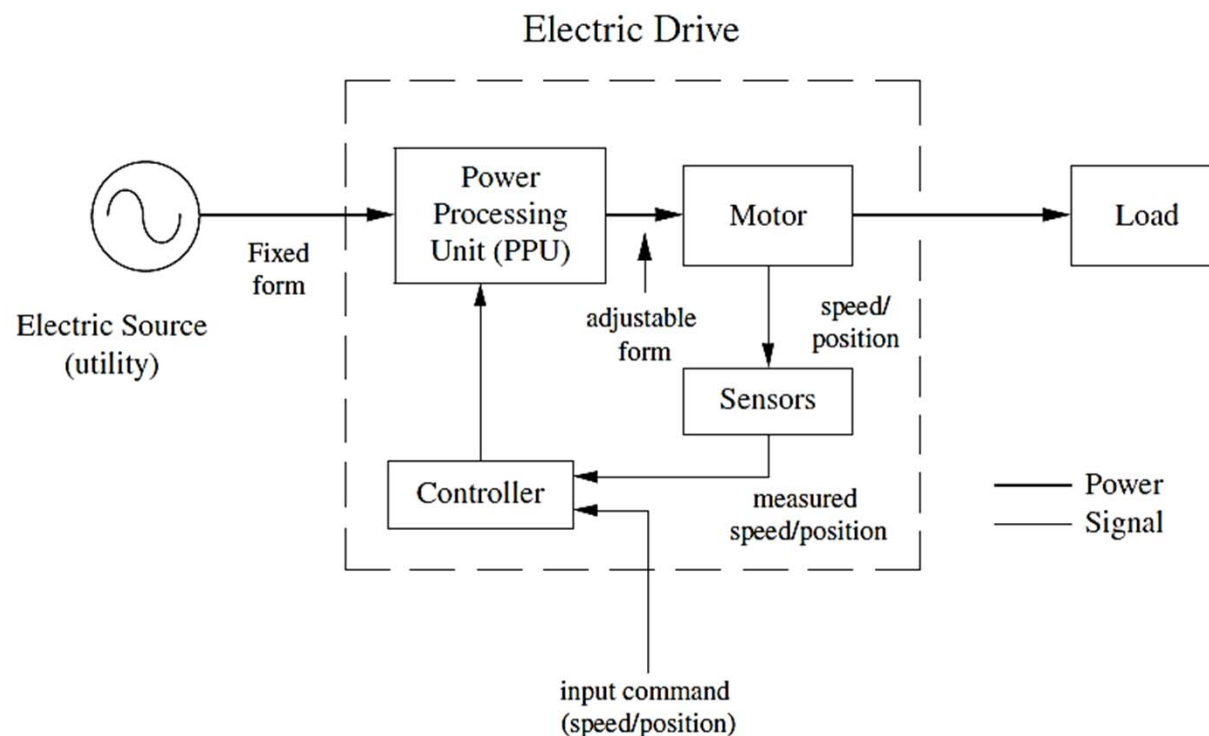 Electric Drive
Power
Processing
Unit (PPU)
Motor
Load
Fixed
form
Electric Source
(utility)
adjustable
form
speed/
position
Sensors
Controller
measured
speed/position
Power
Signal
input command
(speed/position)